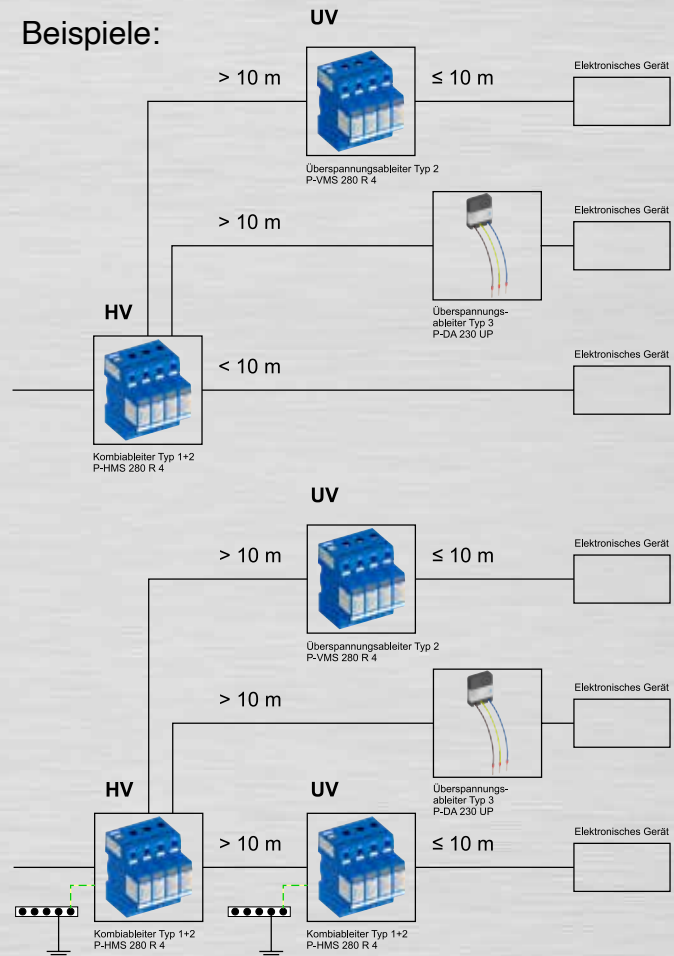 Beispiele:
UV
> 10 m
≤ 10 m
Elektronisches Gerät
Überspannungsableiter Typ 2
P-VMS 280 R 4
> 10 m
Elektronisches Gerät
Überspannungs-
ableiter Typ 3
P-DA 230 UP
HV
< 10 m
Elektronisches Gerät
Kombiableiter Typ 1+2
P-HMS 280 R 4
UV
> 10 m
≤ 10 m
Elektronisches Gerät
Überspannungsableiter Typ 2
P-VMS 280 R 4
> 10 m
Elektronisches Gerät
Überspannungs-
ableiter Typ 3
P-DA 230 UP
HV
UV
> 10 m
≤ 10 m
Elektronisches Gerät
Kombiableiter Typ 1+2
P-HMS 280 R 4
Kombiableiter Typ 1+2
P-HMS 280 R 4